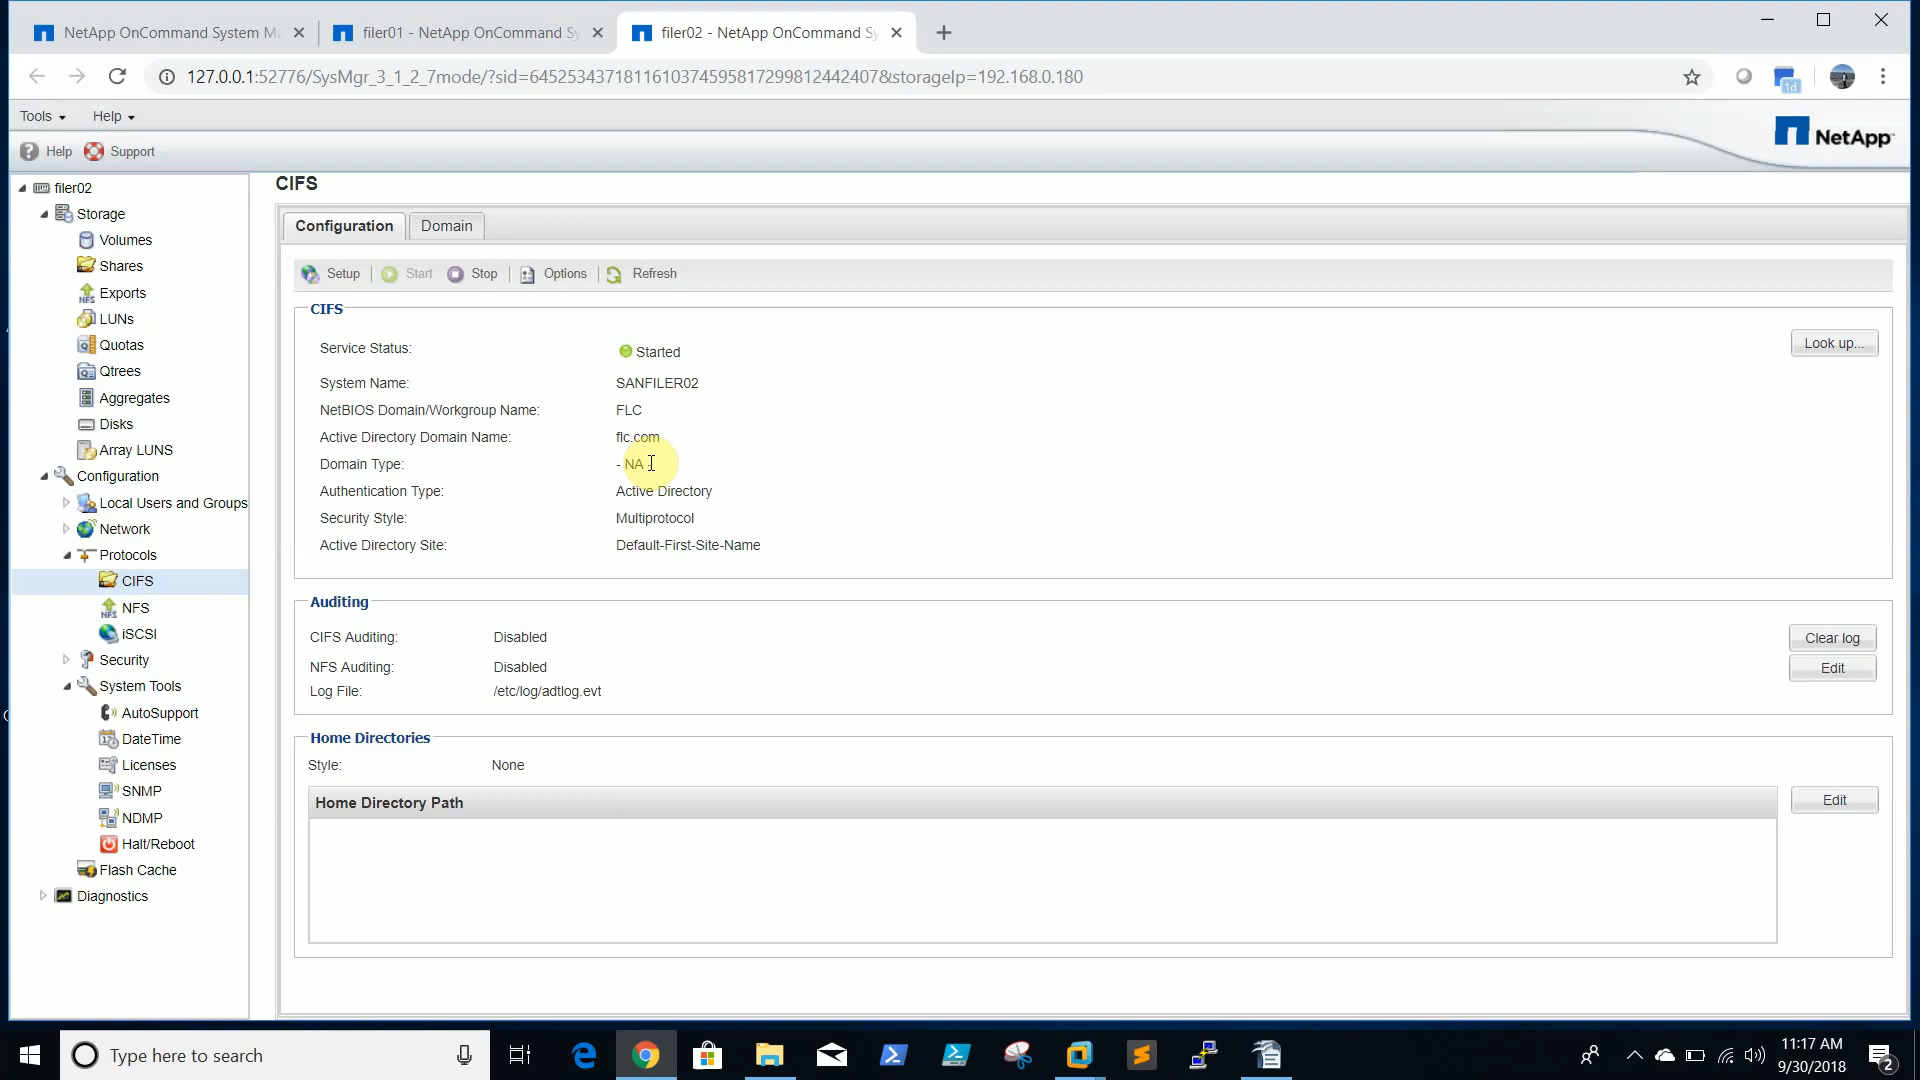 NetApp OnCommand System Ma
filer01 - NetApp OnCommand Sy
filer02 - NetApp OnCommand Sy
127.0.0.1:52776/SysMgr_3_1_2_7mode/?sid=6452534371811610374595817299812442407&storageIp=192.168.0.180
1d
Tools
Help
NetApp
Help
Support
filer02
Storage
Volumes
Shares
Exports
LUNs
Quotas
Qtrees
Aggregates
Disks
Array LUNS
Configuration
Local Users and Groups
Network
Protocols
CIFS
NFS
iSCSI
Security
System Tools
AutoSupport
DateTime
Licenses
SNMP
NDMP
Halt/Reboot
Flash Cache
Diagnostics
CIFS
Configuration
Domain
Setup
Start
Stop
Options
Refresh
CIFS
Look up...
Service Status: Started
System Name: SANFILER02
NetBIOS Domain/Workgroup Name: FLC
Active Directory Domain Name: flc.com
Domain Type: - NA -
Authentication Type: Active Directory
Security Style: Multiprotocol
Active Directory Site: Default-First-Site-Name
Auditing
CIFS Auditing: Disabled
Clear log
NFS Auditing: Disabled
Edit
Log File: /etc/log/adtlog.evt
Home Directories
Style: None
Home Directory Path
Edit
Type here to search
11:17 AM
9/30/2018
2